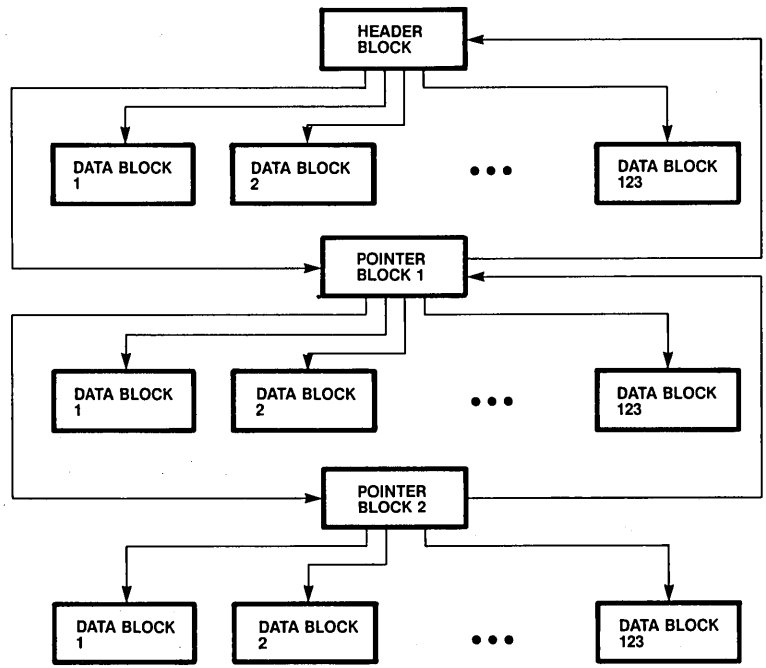 HEADER
BLOCK
DATA BLOCK
1
DATA BLOCK
2
DATA BLOCK
123
POINTER
BLOCK 1
DATA BLOCK
1
DATA BLOCK
2
DATA BLOCK
123
POINTER
BLOCK 2
DATA BLOCK
1
DATA BLOCK
2
DATA BLOCK
123